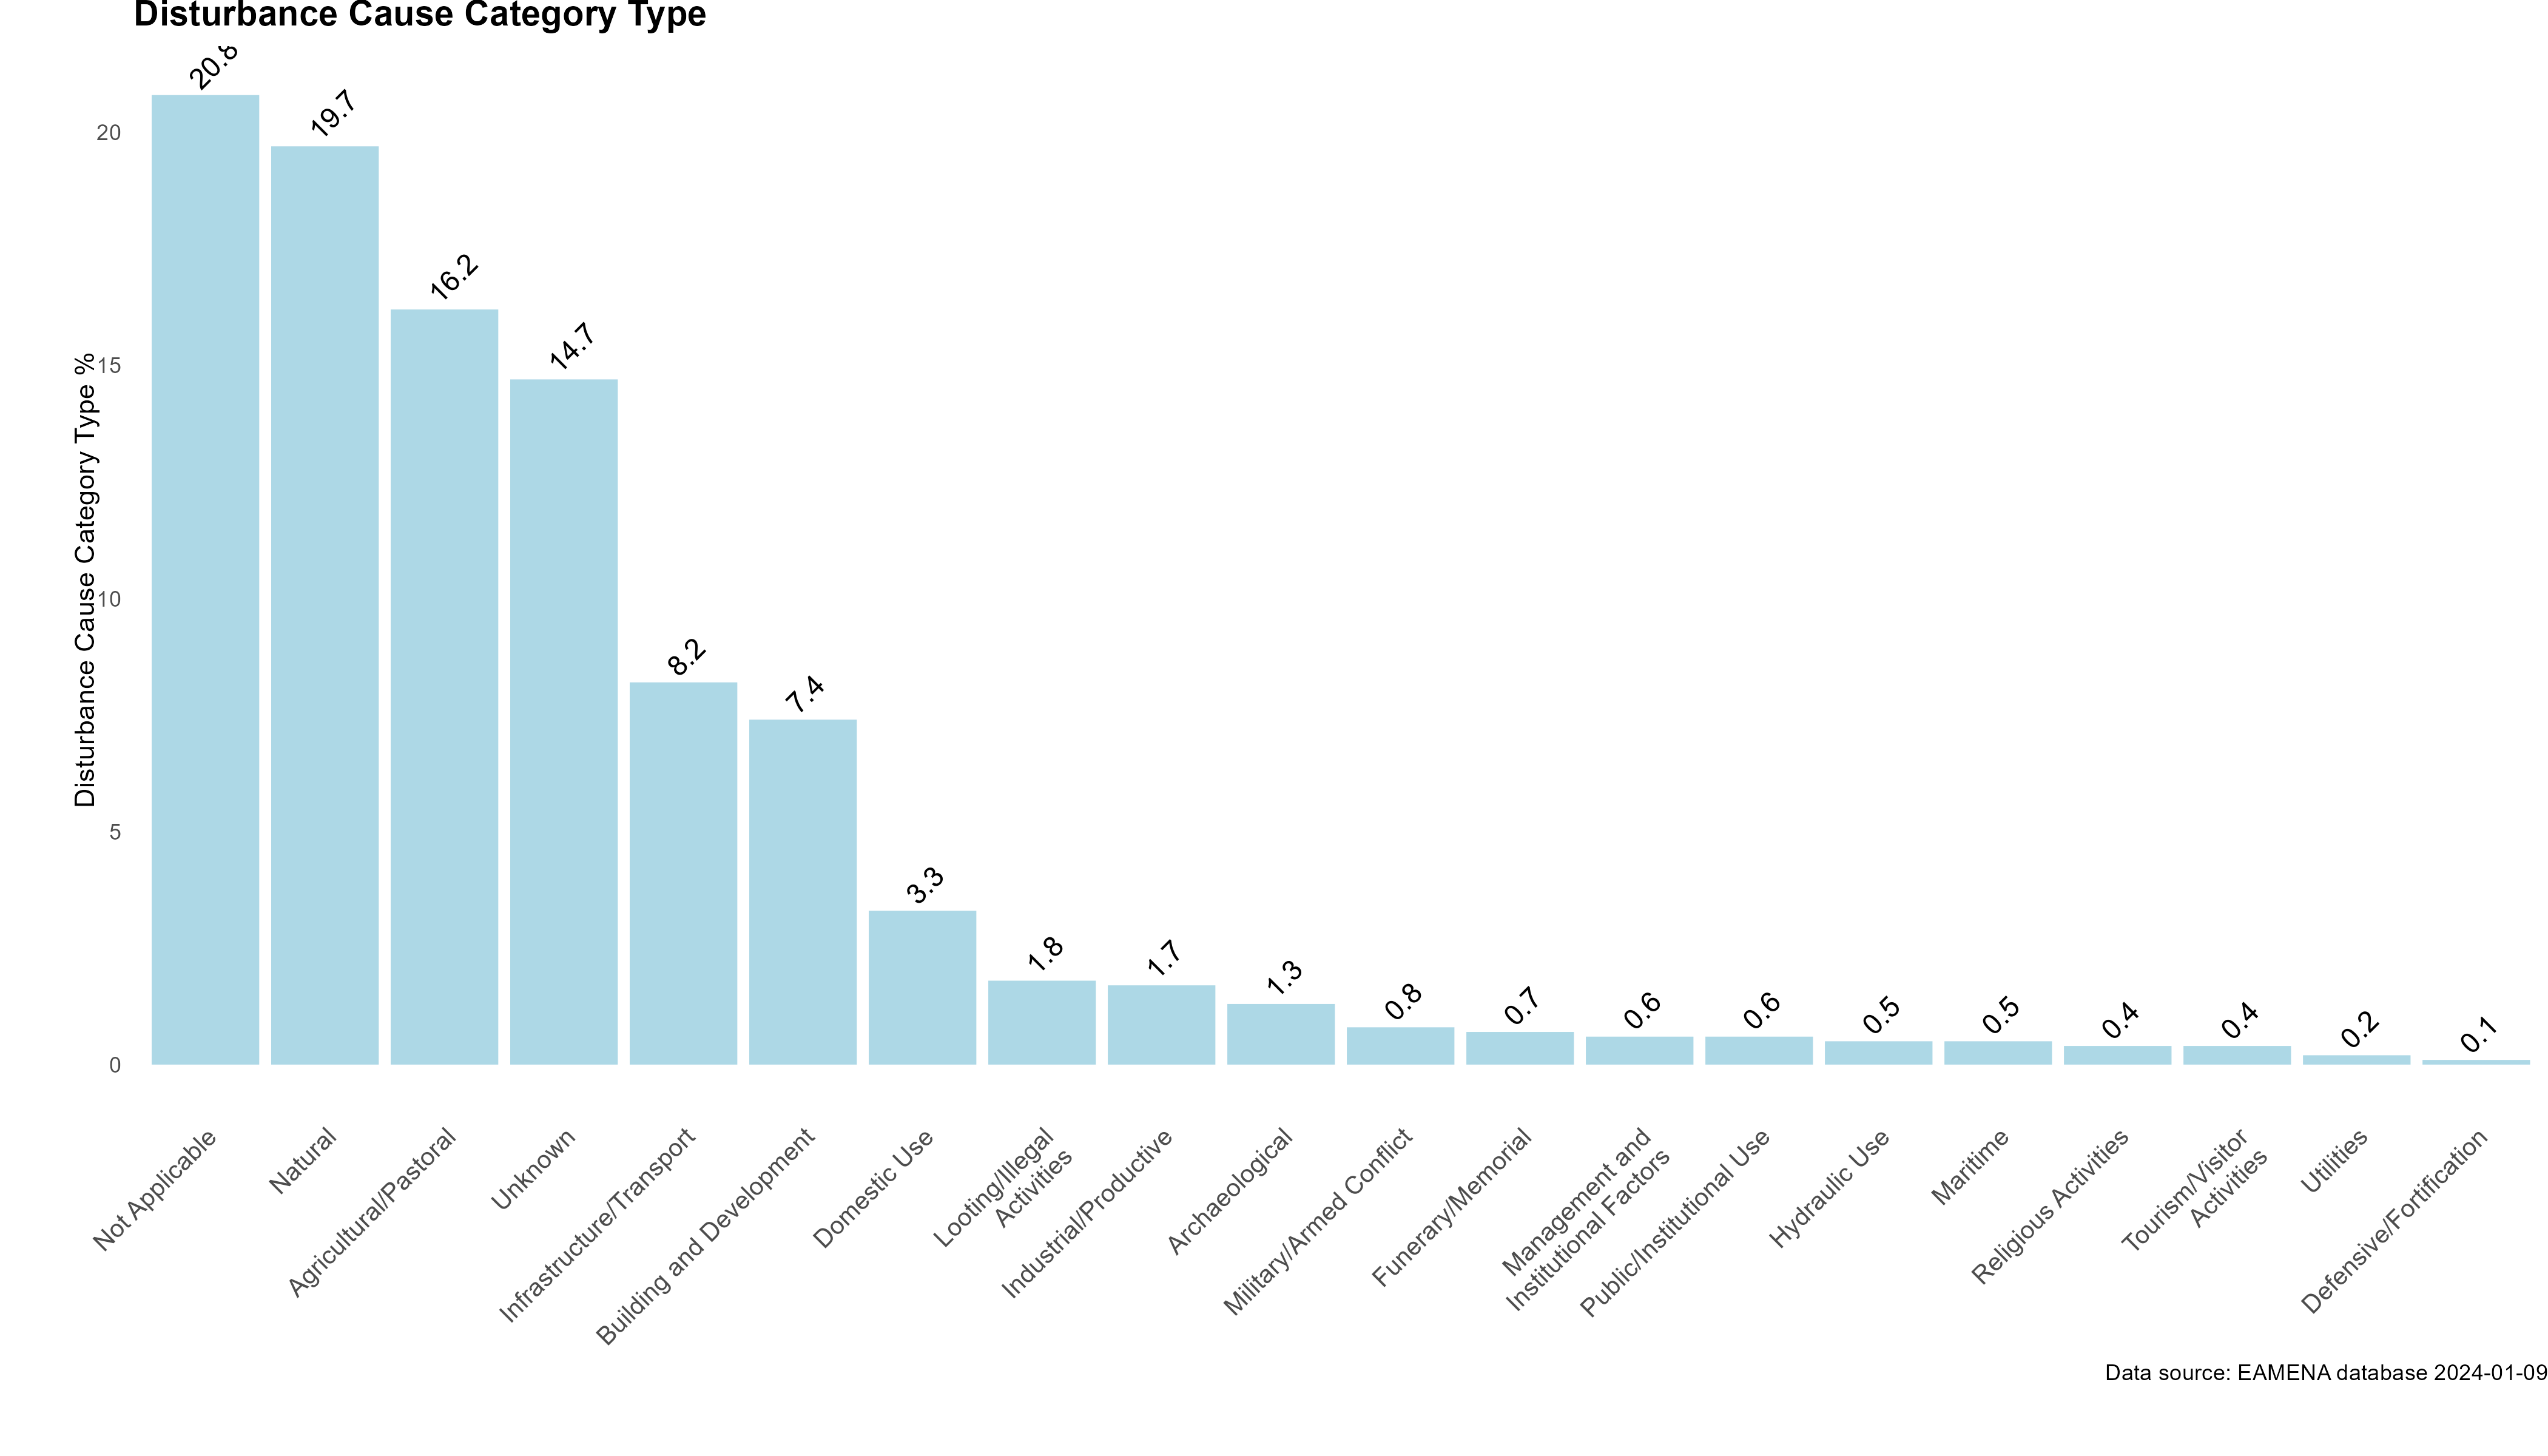 Disturbance Cause Category Type
Disturbance Cause Category Type %
20
15
10
5
0
20.8
19.7
16.2
14.7
8.2
7.4
3.3
1.8
1.7
1.3
0.8
0.7
0.6
0.6
0.5
0.5
0.4
0.4
0.2
0.1
Not Applicable
Natural
Agricultural/Pastoral
Unknown
Infrastructure/Transport
Building and Development
Domestic Use
Looting/Illegal
Activities
Industrial/Productive
Archaeological
Military/Armed Conflict
Funerary/Memorial
Management and
Institutional Factors
Public/Institutional Use
Hydraulic Use
Maritime
Religious Activities
Tourism/Visitor
Activities
Utilities
Defensive/Fortification
Data source: EAMENA database 2024-01-09